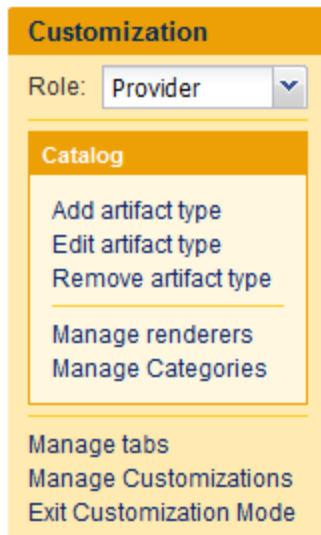 Customization
Role: Provider
Catalog
Add artifact type
Edit artifact type
Remove artifact type
Manage renderers
Manage Categories
Manage tabs
Manage Customizations
Exit Customization Mode